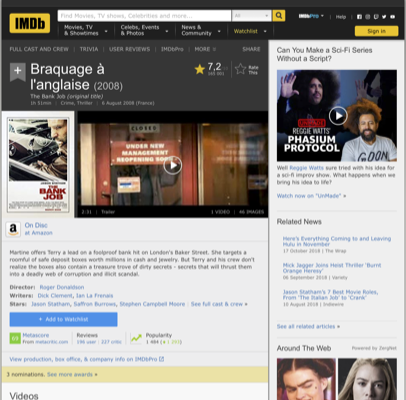 IMDb
Find Movies, TV shows, Celebrities and more...
All
IMDbPro
Help
Movies, TV & Showtimes
Celebs, Events & Photos
News & Community
Watchlist
Sign in
FULL CAST AND CREW | TRIVIA | USER REVIEWS | IMDbPro | MORE
SHARE
Braquage à l'anglaise (2008)
The Bank Job (original title)
1h 51min | Crime, Thriller | 6 August 2008 (France)
7,2
Rate This
CLOSED
UNDER NEW
MANAGEMENT
REOPENING SOON
THE BANK JOB
2:31 | Trailer
1 VIDEO | 46 IMAGES
On Disc
at Amazon
Martine offers Terry a lead on a foolproof bank hit on London's Baker Street. She targets a
roomful of safe deposit boxes worth millions in cash and jewelry. But Terry and his crew don't
realize the boxes also contain a treasure trove of dirty secrets - secrets that will thrust them
into a deadly web of corruption and illicit scandal.
Director: Roger Donaldson
Writers: Dick Clement, Ian La Frenais
Stars: Jason Statham, Saffron Burrows, Stephen Campbell Moore | See full cast & crew »
+ Add to Watchlist
Metascore
From metacritic.com
Reviews
user | critic
Popularity
3 nominations. See more awards »
View production, box office, & company info on IMDbPro
Videos
Can You Make a Sci-Fi Series
Without a Script?
REGGIE WATTS'
PHASIUM
PROTOCOL
Well Reggie Watts sure tried with his idea for
a sci-fi improv show. What happens when we
bring his idea to life?
Watch now on "UnMade" »
Related News
Here's Everything Coming to and Leaving
Hulu in November
17 October 2018 | The Wrap
Mick Jagger Joins Heist Thriller 'Burnt
Orange Heresy'
06 September 2018 | Variety
Jason Statham's 7 Best Movie Roles,
From 'The Italian Job' to 'Crank'
10 August 2018 | Indiewire
See all related articles »
Around The Web
Powered by ZergNet